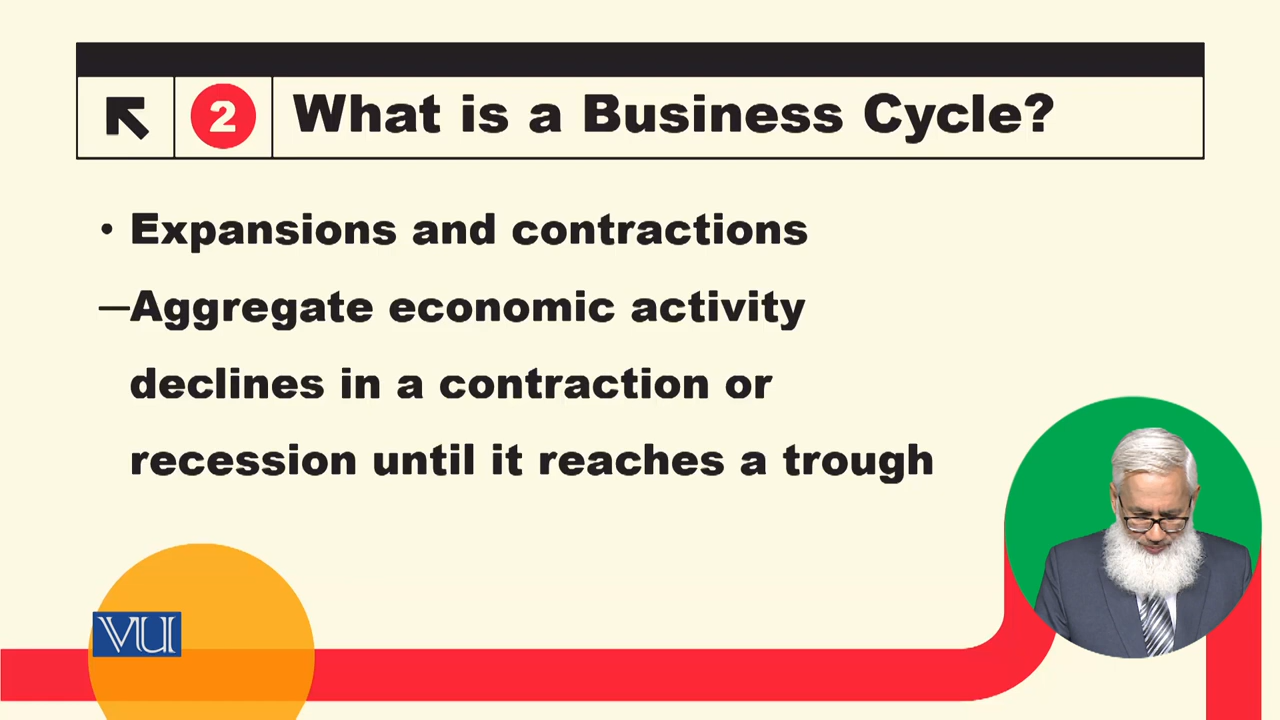 2 What is a Business Cycle?
• Expansions and contractions
—Aggregate economic activity
declines in a contraction or
recession until it reaches a trough
VU